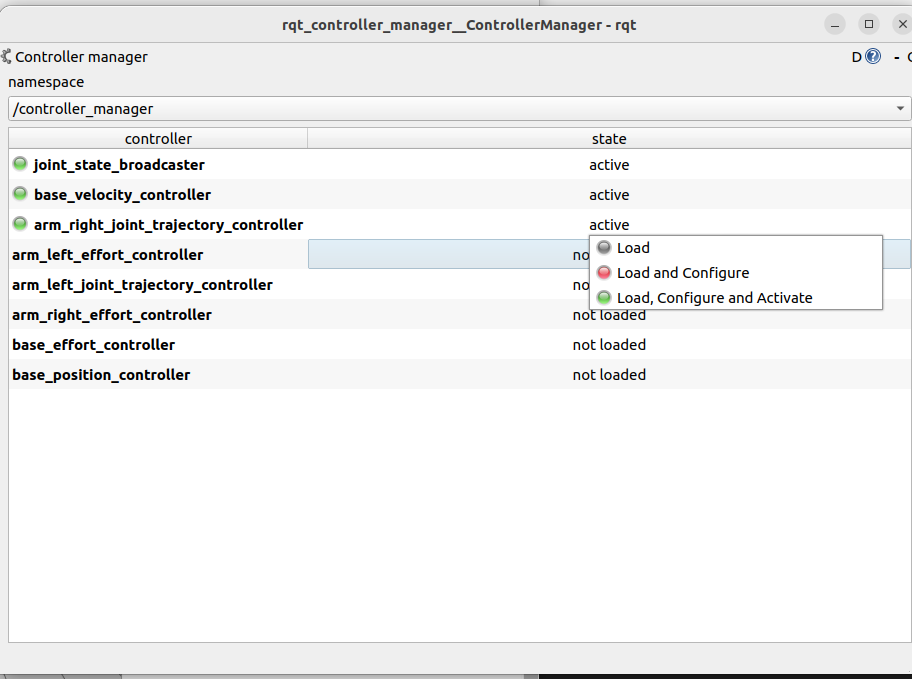 rqt_controller_manager__ControllerManager - rqt
Controller manager D ? -
namespace
/controller_manager
controller state
joint_state_broadcaster active
base_velocity_controller active
arm_right_joint_trajectory_controller active
arm_left_effort_controller no
Load
Load and Configure
arm_left_joint_trajectory_controller no
Load, Configure and Activate
arm_right_effort_controller not loaded
base_effort_controller not loaded
base_position_controller not loaded